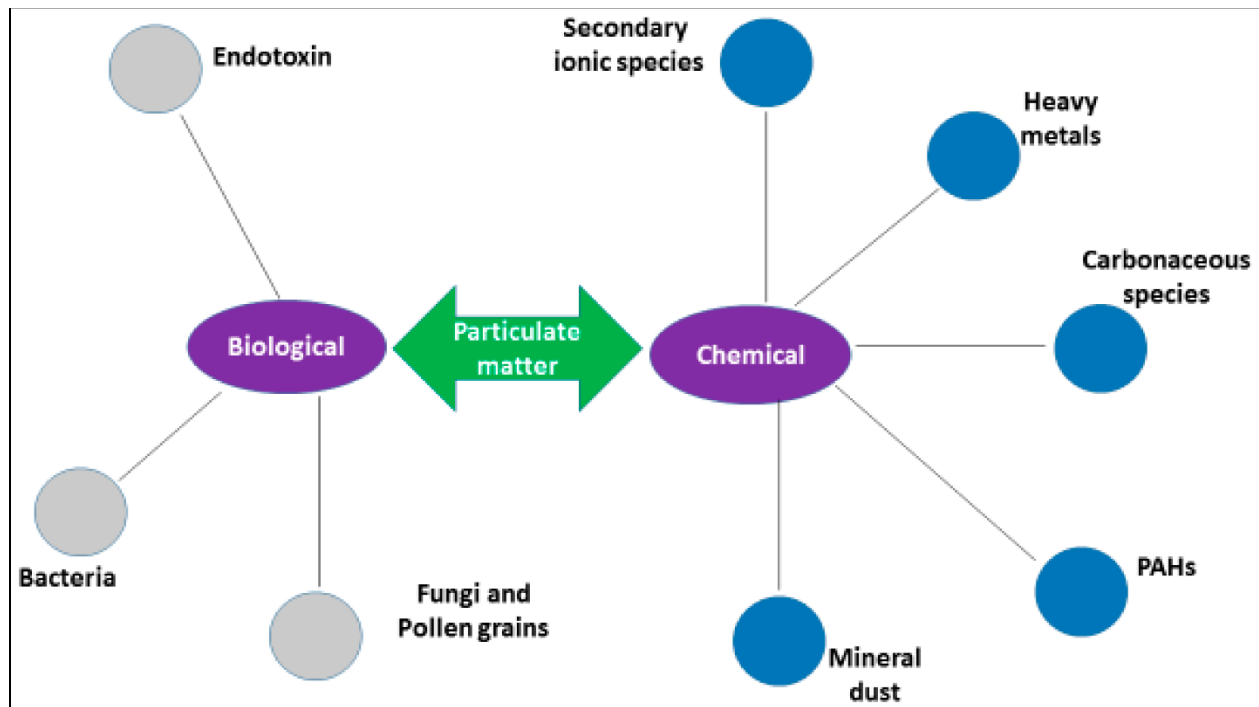 Endotoxin
Secondary
ionic species
Heavy
metals
Carbonaceous
species
Biological
Particulate
matter
Chemical
Bacteria
Fungi and
Pollen grains
PAHs
Mineral
dust